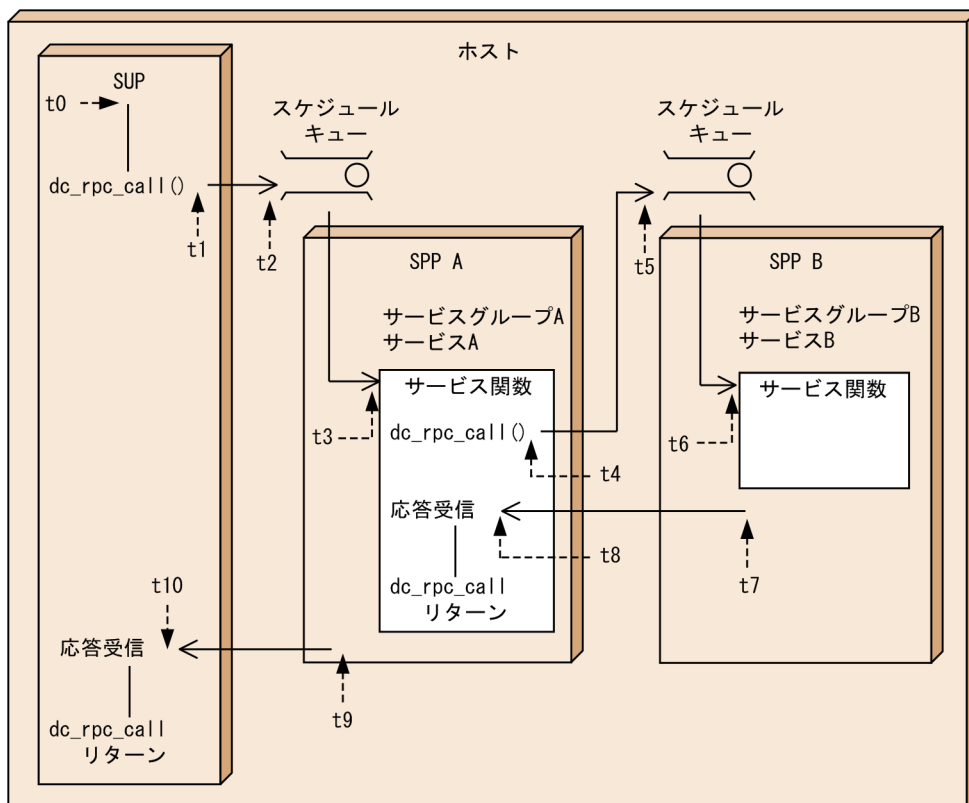 ホスト
SUP
t0
dc_rpc_call()
t1
スケジュール
キュー
t2
スケジュール
キュー
t5
SPP A
サービスグループA
サービスA
サービス関数
t3
dc_rpc_call()
t4
応答受信
t8
dc_rpc_call
リターン
SPP B
サービスグループB
サービスB
サービス関数
t6
t7
t10
応答受信
t9
dc_rpc_call
リターン